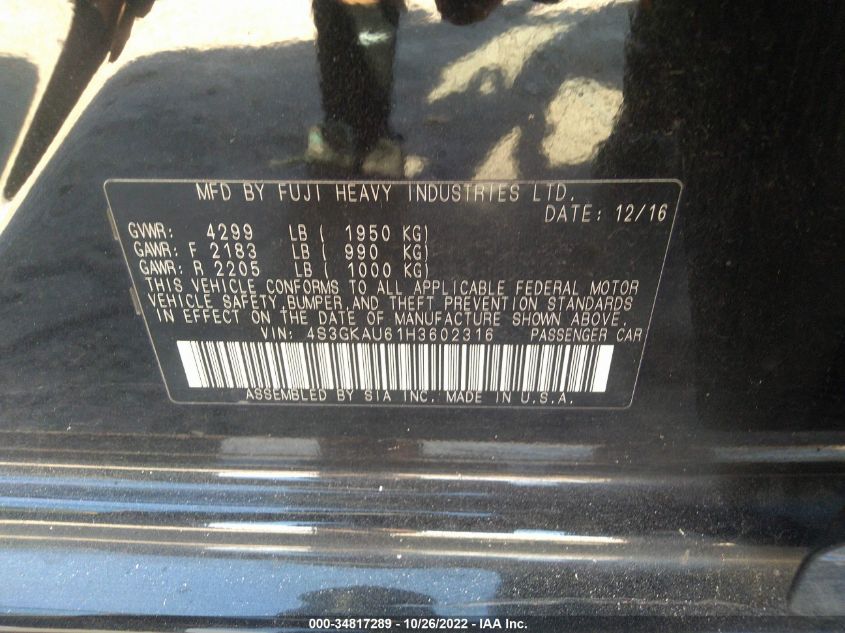 MFD BY FUJI HEAVY INDUSTRIES LTD.
DATE: 12/16
GVWR: 4299 LB ( 1950 KG)
GAWR: F 2183 LB ( 990 KG)
GAWR: R 2205 LB ( 1000 KG)
THIS VEHICLE CONFORMS TO ALL APPLICABLE FEDERAL MOTOR
VEHICLE SAFETY, BUMPER, AND THEFT PREVENTION STANDARDS
IN EFFECT ON THE DATE OF MANUFACTURE SHOWN ABOVE.
VIN: 4S3GKAU61H3602316 PASSENGER CAR
ASSEMBLED BY SIA INC. MADE IN U.S.A.
000-34817289 - 10/26/2022 - IAA Inc.